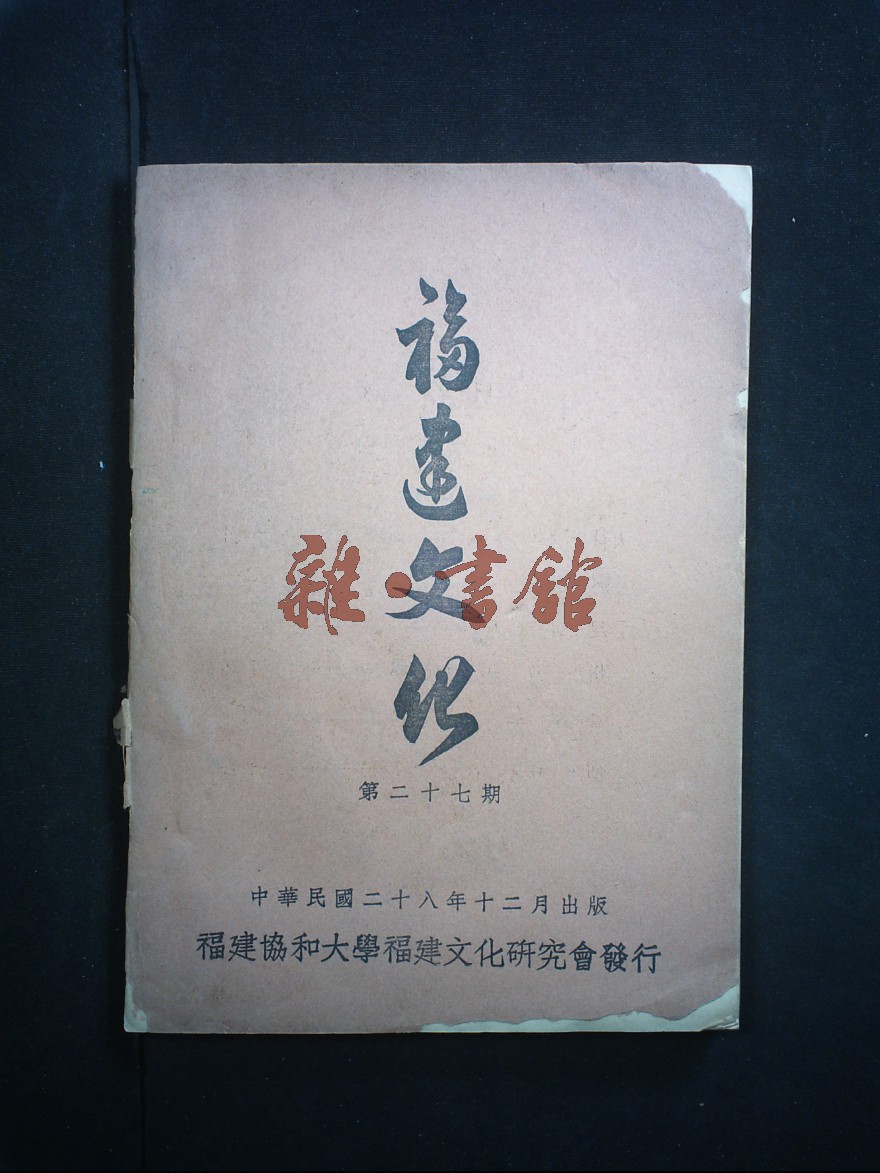 福建文化
雜·書館
第二十七期
中華民國二十八年十二月出版
福建協和大學福建文化研究會發行